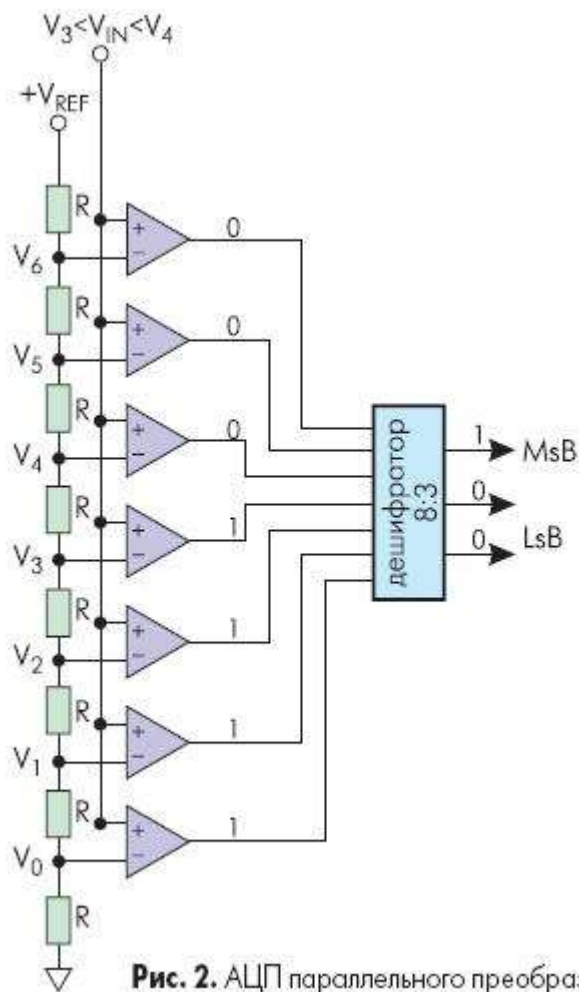 V3<VIN<V4
+VREF
R
V6
+
−
0
R
V5
+
−
0
R
V4
+
−
0
R
V3
+
−
1
R
V2
+
−
1
R
V1
+
−
1
R
V0
+
−
1
R
дешифратор
8:3
1
MsB
0
0
LsB
Рис. 2. АЦП параллельного преобра